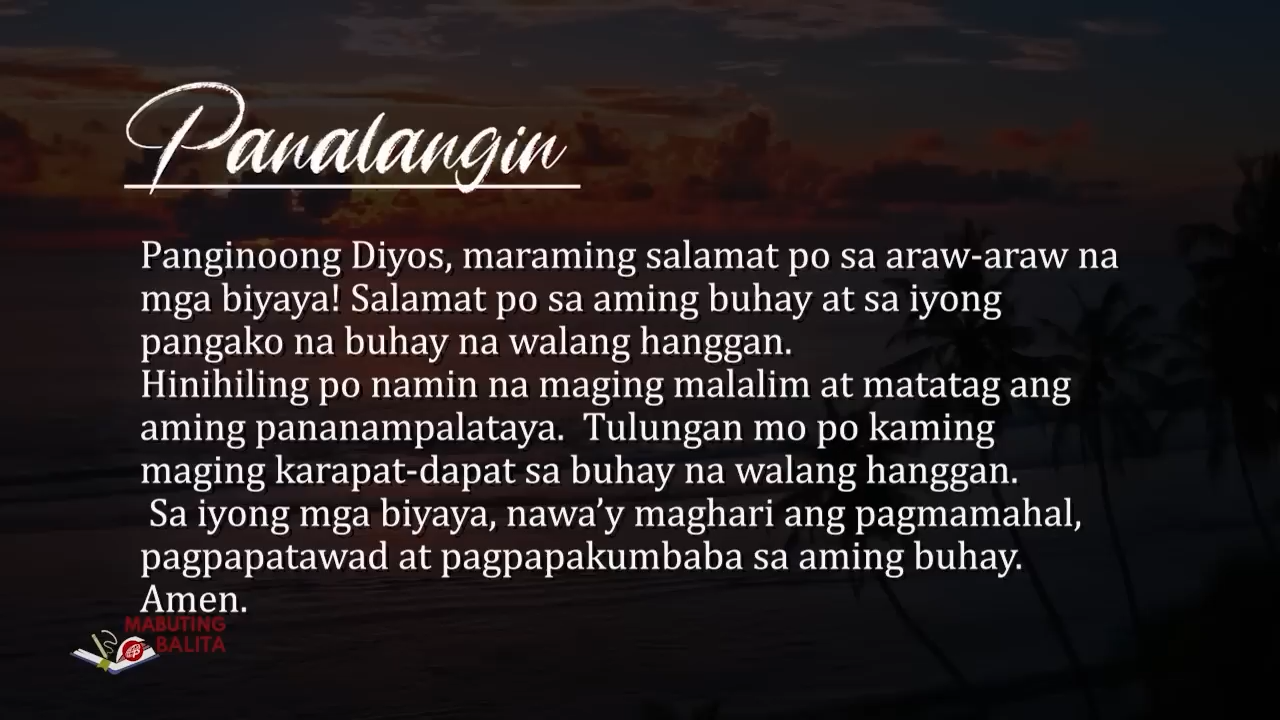 Panalangin
Panginoong Diyos, maraming salamat po sa araw-araw na
mga biyaya! Salamat po sa aming buhay at sa iyong
pangako na buhay na walang hanggan.
Hinihiling po namin na maging malalim at matatag ang
aming pananampalataya.  Tulungan mo po kaming
maging karapat-dapat sa buhay na walang hanggan.
Sa iyong mga biyaya, nawa’y maghari ang pagmamahal,
pagpapatawad at pagpapakumbaba sa aming buhay.
Amen.
MABUTING
BALITA